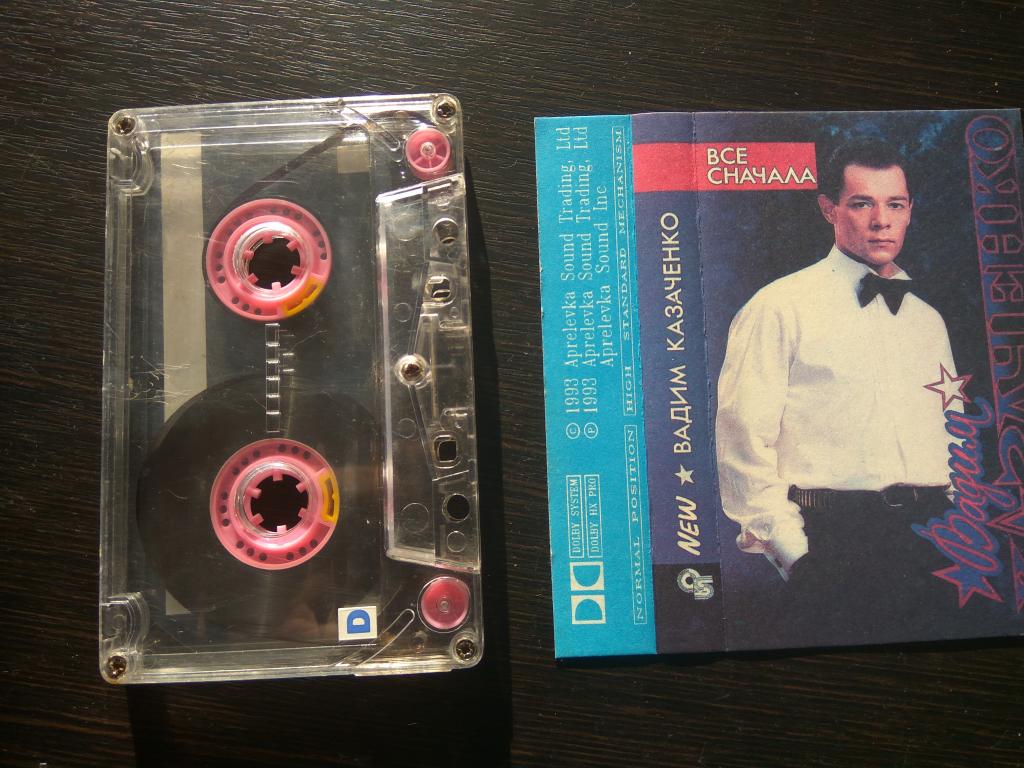 © 1993 Aprelevka Sound Trading, Ltd
℗ 1993 Aprelevka Sound Trading, Ltd
Aprelevka Sound Inc
DOLBY SYSTEM
DOLBY HX PRO
NORMAL POSITION
HIGH STANDARD MECHANISM
NEW ★ ВАДИМ КАЗАЧЕНКО
ВСЕ
СНАЧАЛА
Вадим
КАЗАЧЕНКО
D